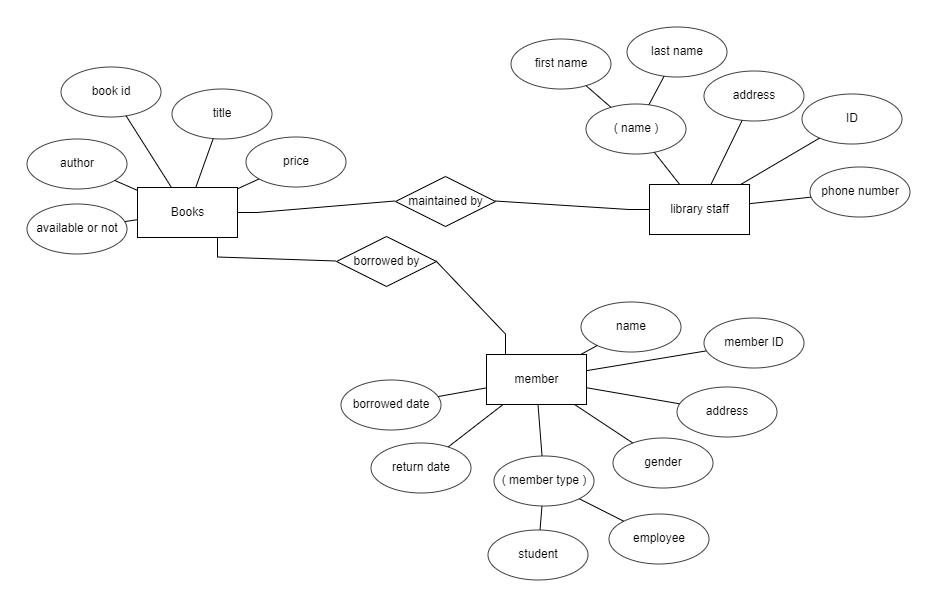 first name
last name
book id
address
title
ID
( name )
author
price
phone number
maintained by
Books
library staff
available or not
borrowed by
name
member ID
member
borrowed date
address
gender
return date
( member type )
employee
student